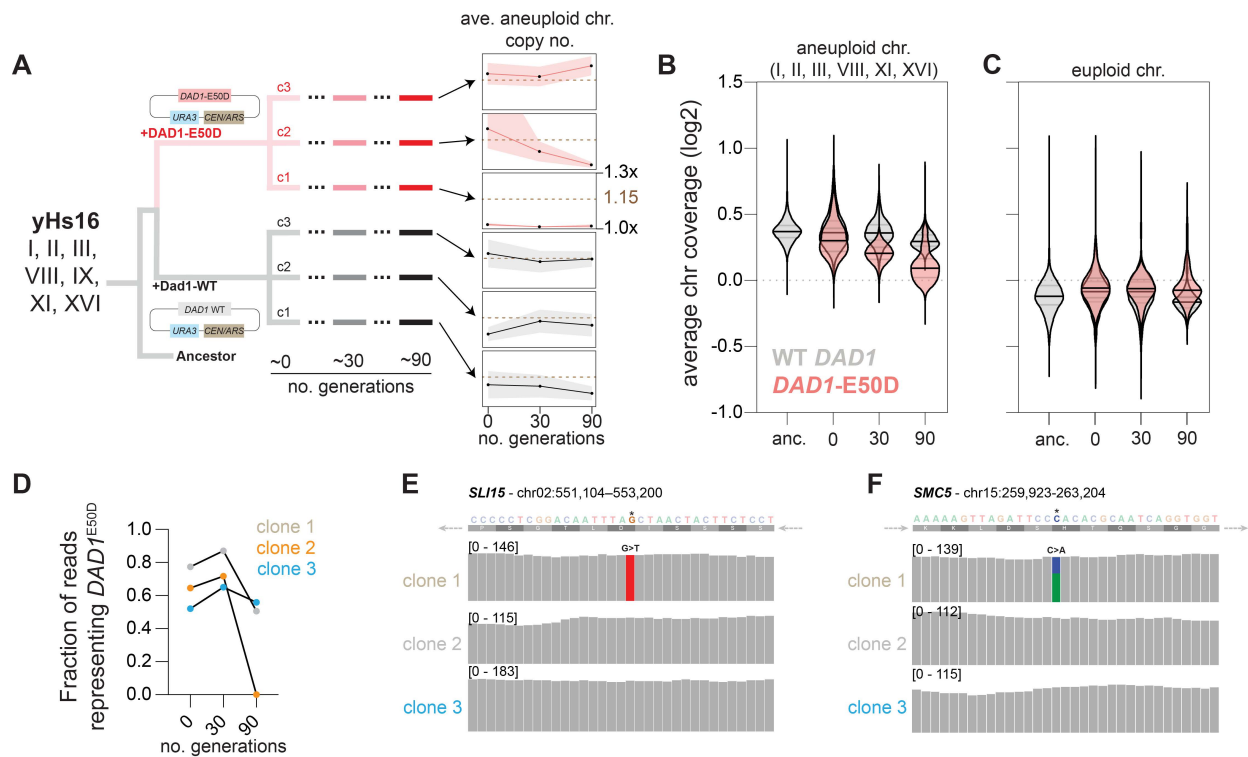 A
ave. aneuploid chr.
copy no.
DAD1-E50D
URA3 CEN/ARS
+DAD1-E50D
c3
c2
c1
yHs16
I, II, III,
VIII, IX,
XI, XVI
c3
c2
c1
+Dad1-WT
DAD1 WT
URA3 CEN/ARS
Ancestor
~0 ~30 ~90
no. generations
1.3x
1.15
1.0x
0 30 90
no. generations
B
aneuploid chr.
(I, II, III, VIII, XI, XVI)
average chr coverage (log2)
1.5
1.0
0.5
0.0
-0.5
-1.0
WT DAD1
DAD1-E50D
anc. 0 30 90
C
euploid chr.
anc. 0 30 90
D
Fraction of reads
representing DAD1E50D
1.0
0.8
0.6
0.4
0.2
0.0
clone 1
clone 2
clone 3
0 30 90
no. generations
E
SLI15 - chr02:551,104–553,200
*
CCCCCTCGGACAATTTAGCTAACTACTTCTCCT
P S G T L D S S S S
G>T
[0 - 146]
clone 1
[0 - 115]
clone 2
[0 - 183]
clone 3
F
SMC5 - chr15:259,923-263,204
*
AAAAAGTTAGATTCCCACACGCAATCAGGTGGT
K L D S H T Q S G G
C>A
[0 - 139]
clone 1
[0 - 112]
clone 2
[0 - 115]
clone 3